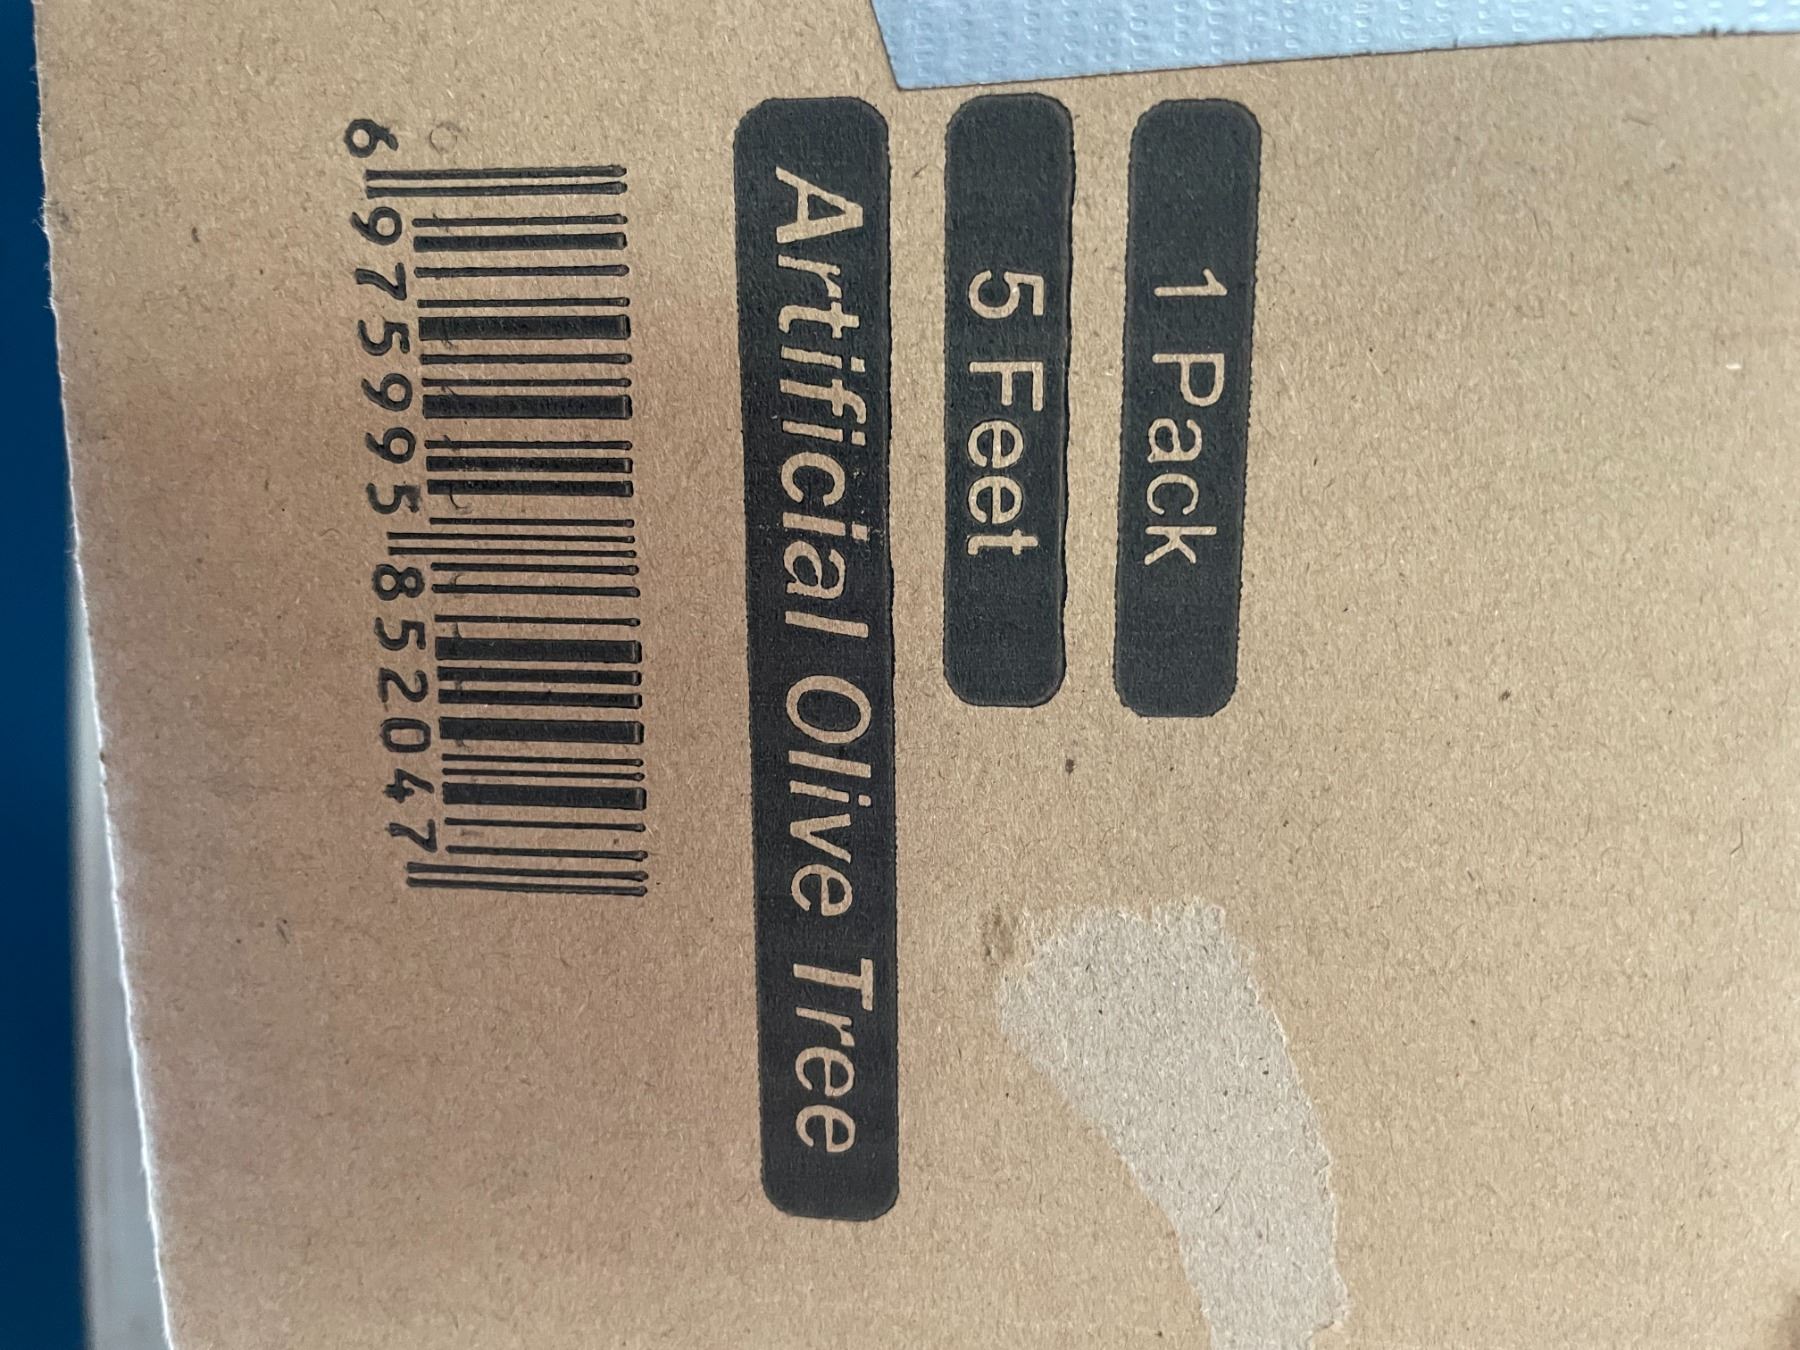 1 Pack
5 Feet
Artificial Olive Tree
6 975995 852047